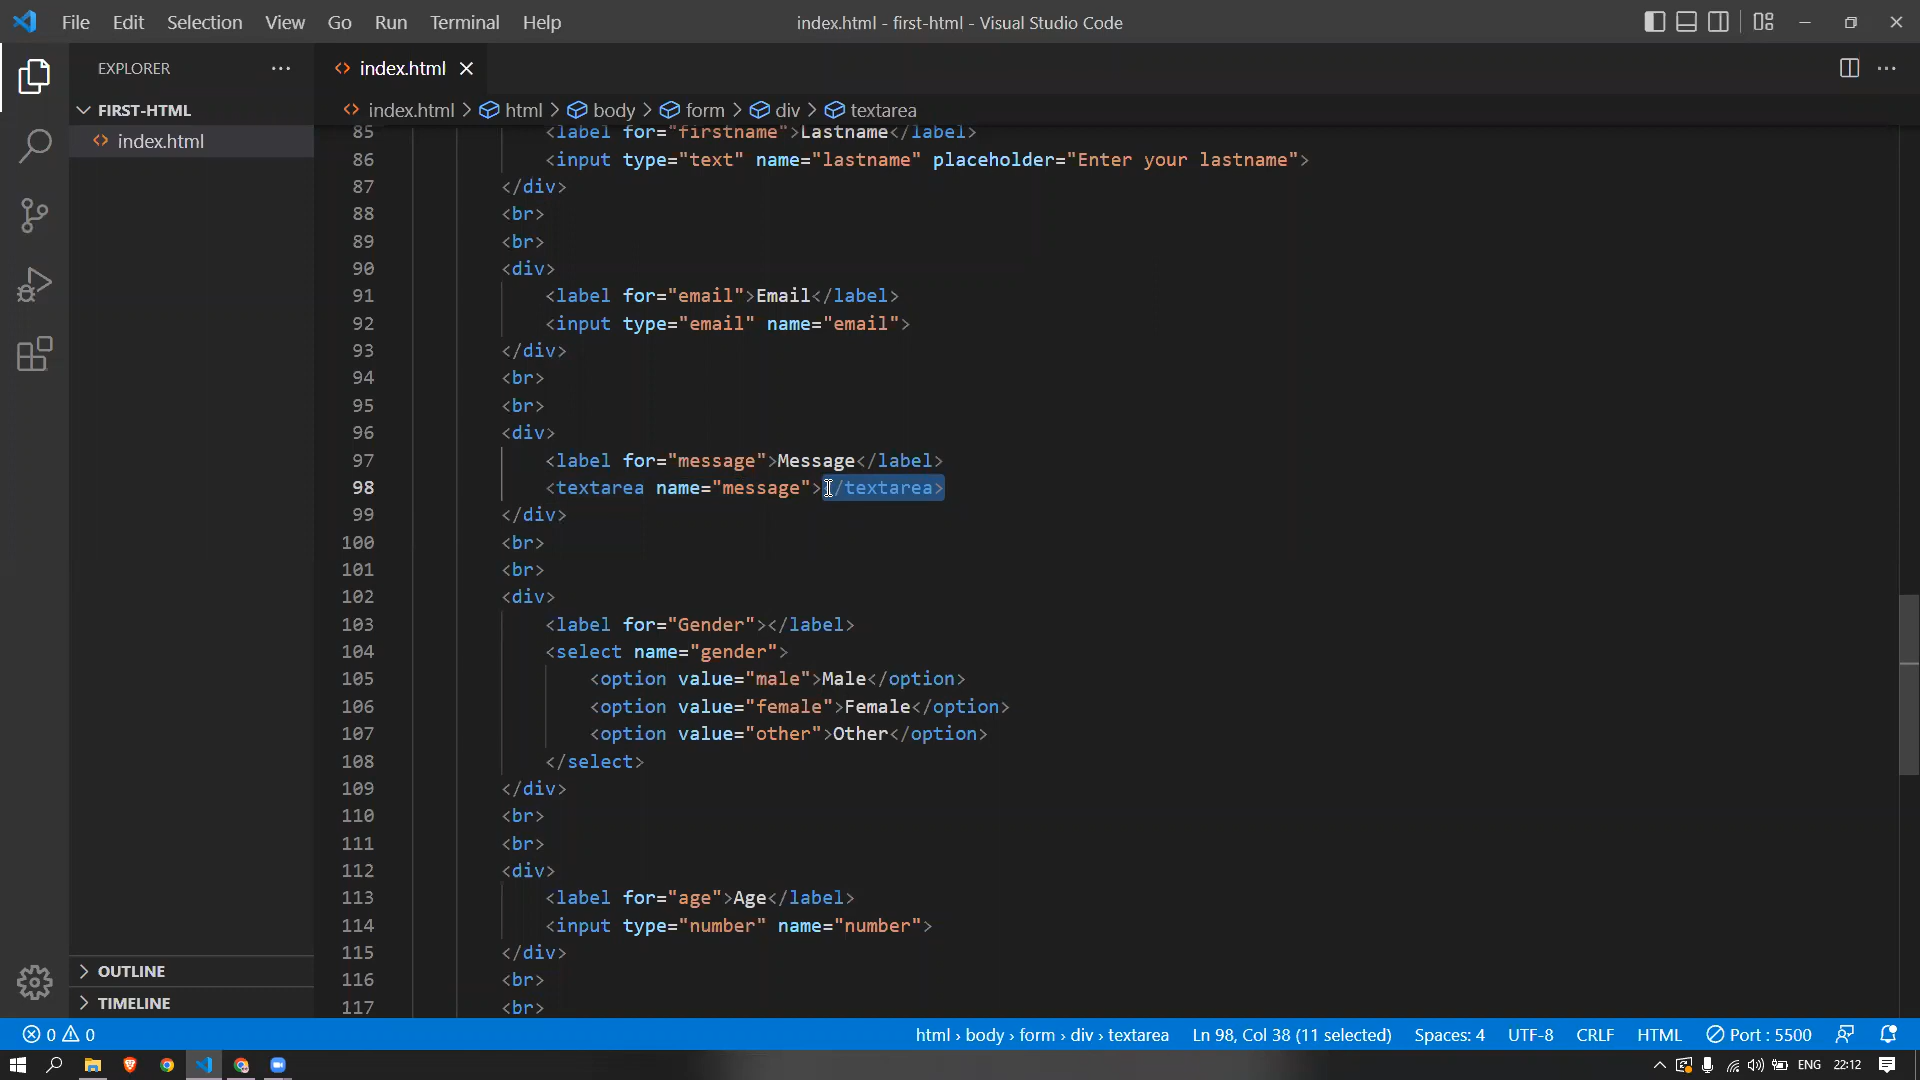 File Edit Selection View Go Run Terminal Help
index.html - first-html - Visual Studio Code
EXPLORER
index.html
FIRST-HTML
index.html
index.html > html > body > form > div > textarea
85 <label for="firstname">Lastname</label>
86 <input type="text" name="lastname" placeholder="Enter your lastname">
87 </div>
88 <br>
89 <br>
90 <div>
91 <label for="email">Email</label>
92 <input type="email" name="email">
93 </div>
94 <br>
95 <br>
96 <div>
97 <label for="message">Message</label>
98 <textarea name="message"></textarea>
99 </div>
100 <br>
101 <br>
102 <div>
103 <label for="Gender"></label>
104 <select name="gender">
105 <option value="male">Male</option>
106 <option value="female">Female</option>
107 <option value="other">Other</option>
108 </select>
109 </div>
110 <br>
111 <br>
112 <div>
113 <label for="age">Age</label>
114 <input type="number" name="number">
115 </div>
116 <br>
117 <br>
OUTLINE
TIMELINE
0 0
html > body > form > div > textarea
Ln 98, Col 38 (11 selected)
Spaces: 4
UTF-8
CRLF
HTML
Port : 5500
ENG
22:12